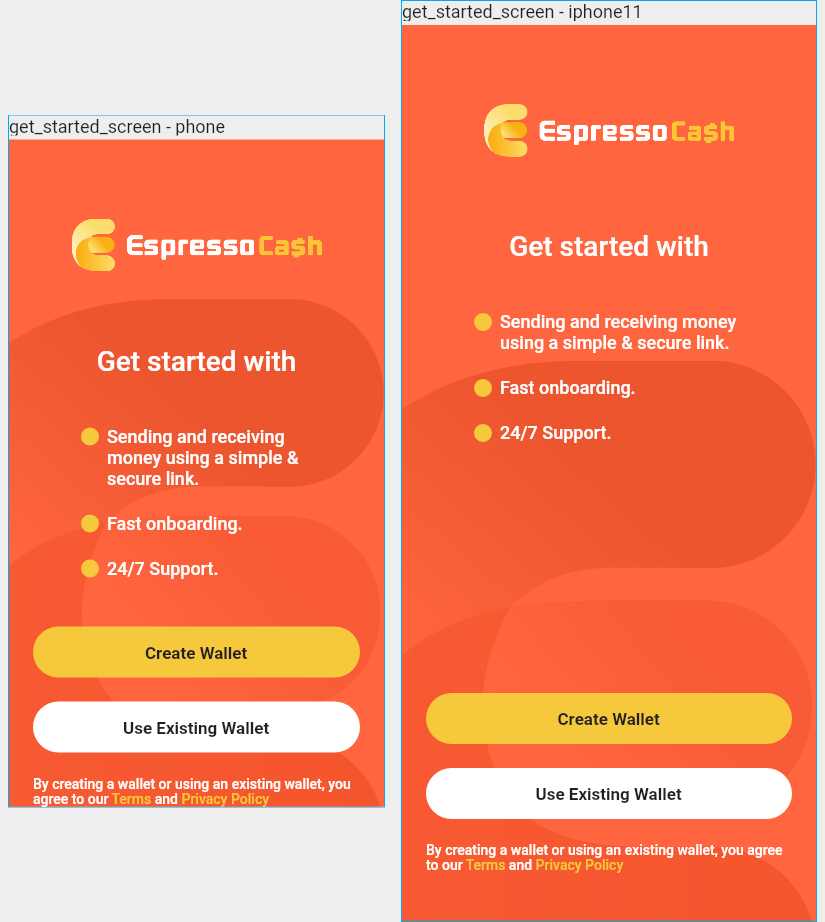 get_started_screen - phone
EspressoCa$h
Get started with
Sending and receiving
money using a simple &
secure link.
Fast onboarding.
24/7 Support.
Create Wallet
Use Existing Wallet
By creating a wallet or using an existing wallet, you
agree to our Terms and Privacy Policy
get_started_screen - iphone11
EspressoCa$h
Get started with
Sending and receiving money
using a simple & secure link.
Fast onboarding.
24/7 Support.
Create Wallet
Use Existing Wallet
By creating a wallet or using an existing wallet, you agree
to our Terms and Privacy Policy